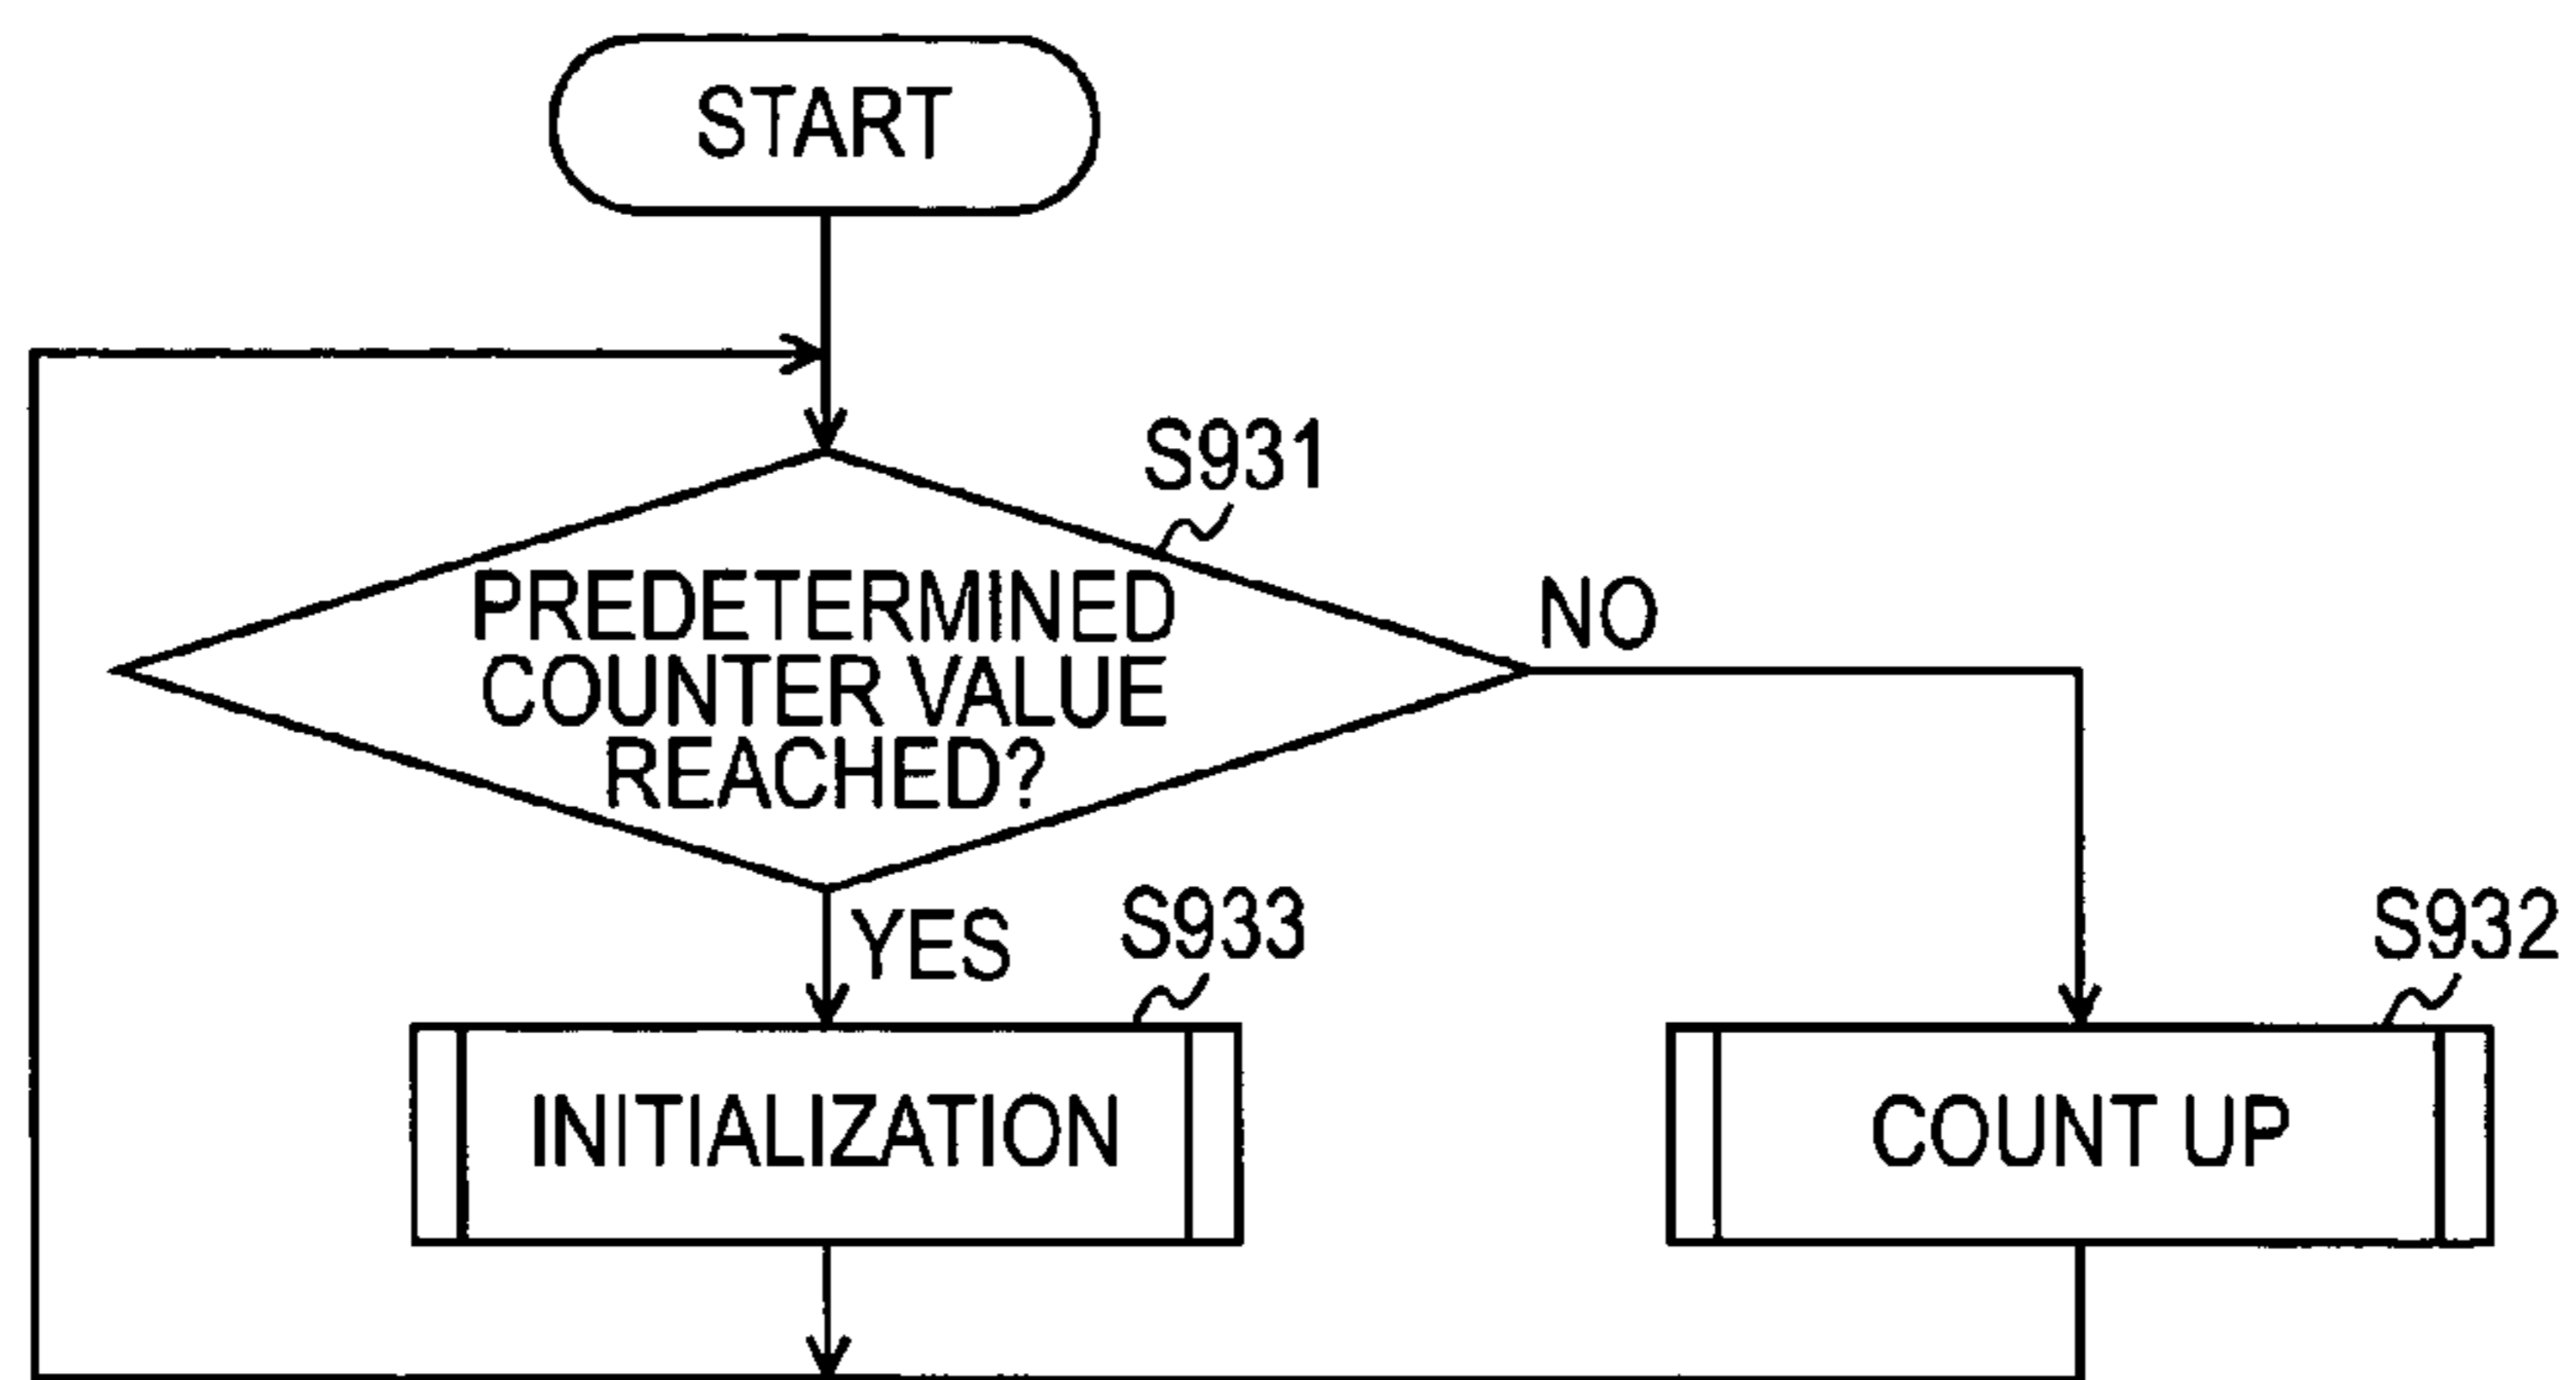 START
S931
PREDETERMINED
COUNTER VALUE
REACHED?
NO
YES
S933
S932
INITIALIZATION
COUNT UP